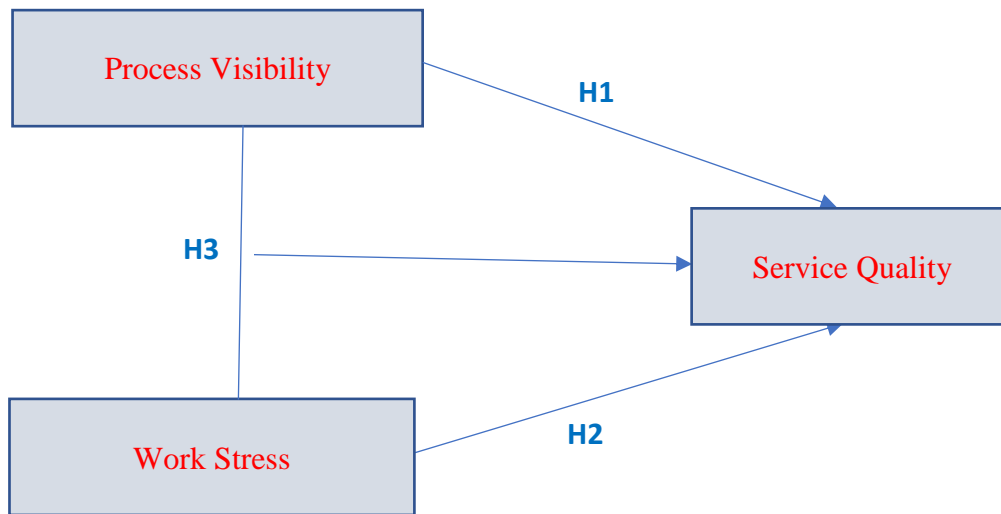 Process Visibility
H1
H3
Service Quality
H2
Work Stress